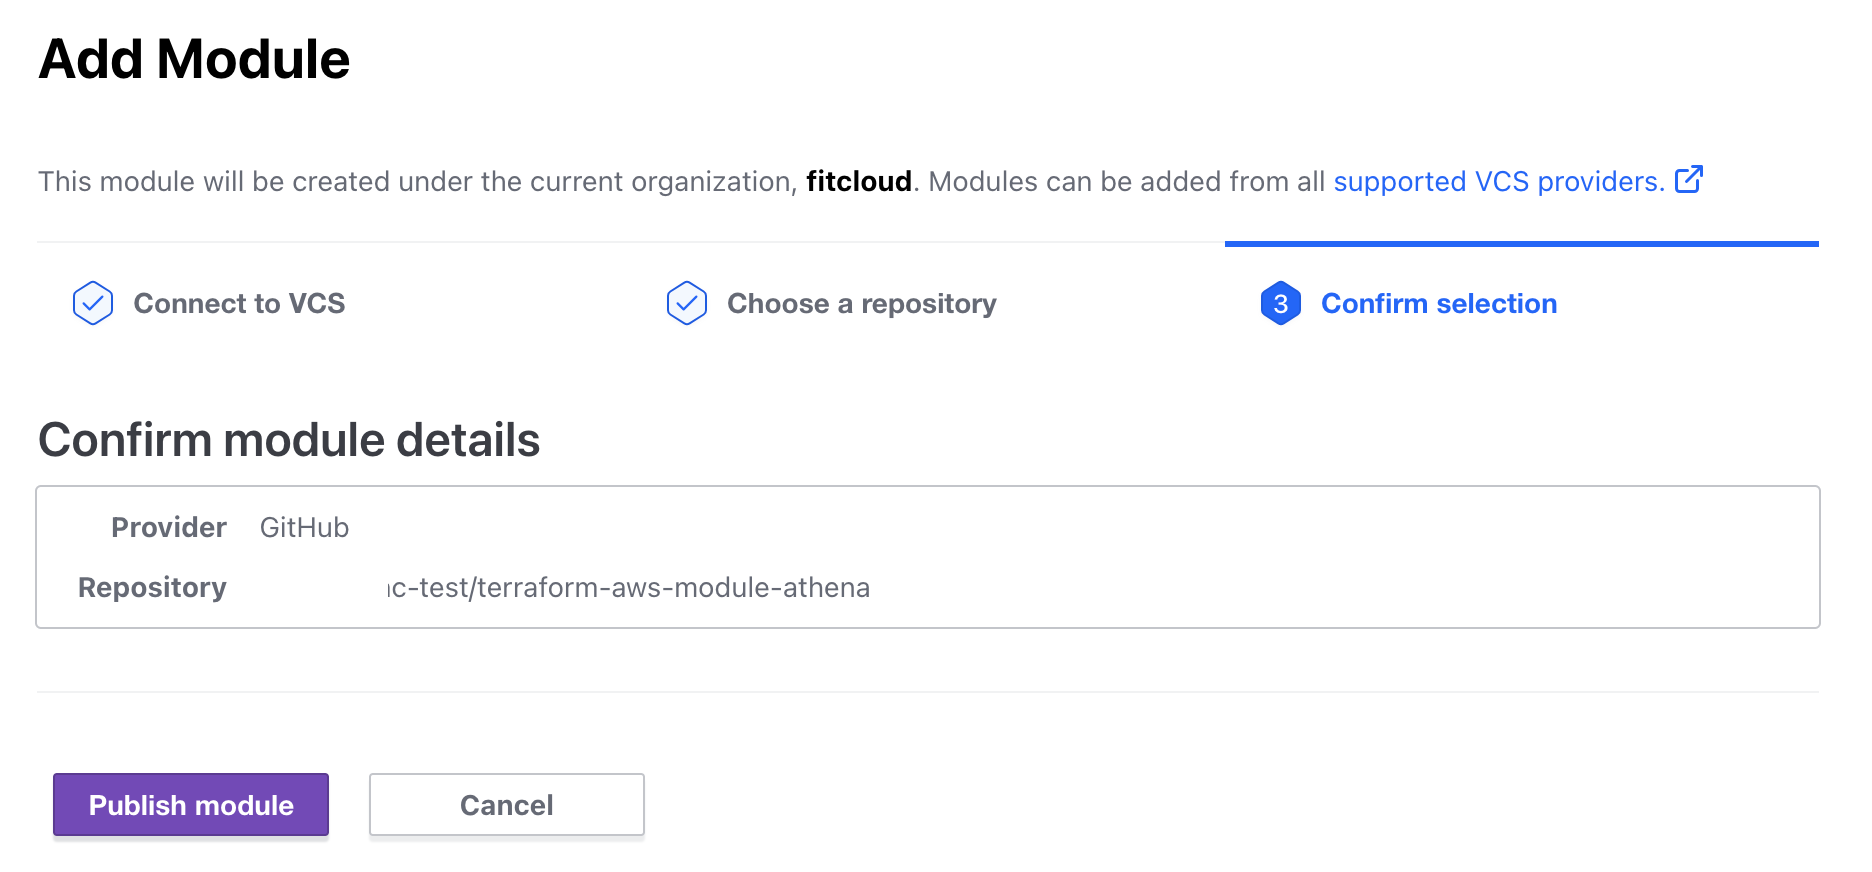 Add Module
This module will be created under the current organization, fitcloud. Modules can be added from all supported VCS providers.
Connect to VCS
Choose a repository
3 Confirm selection
Confirm module details
Provider GitHub
Repository c-test/terraform-aws-module-athena
Publish module
Cancel